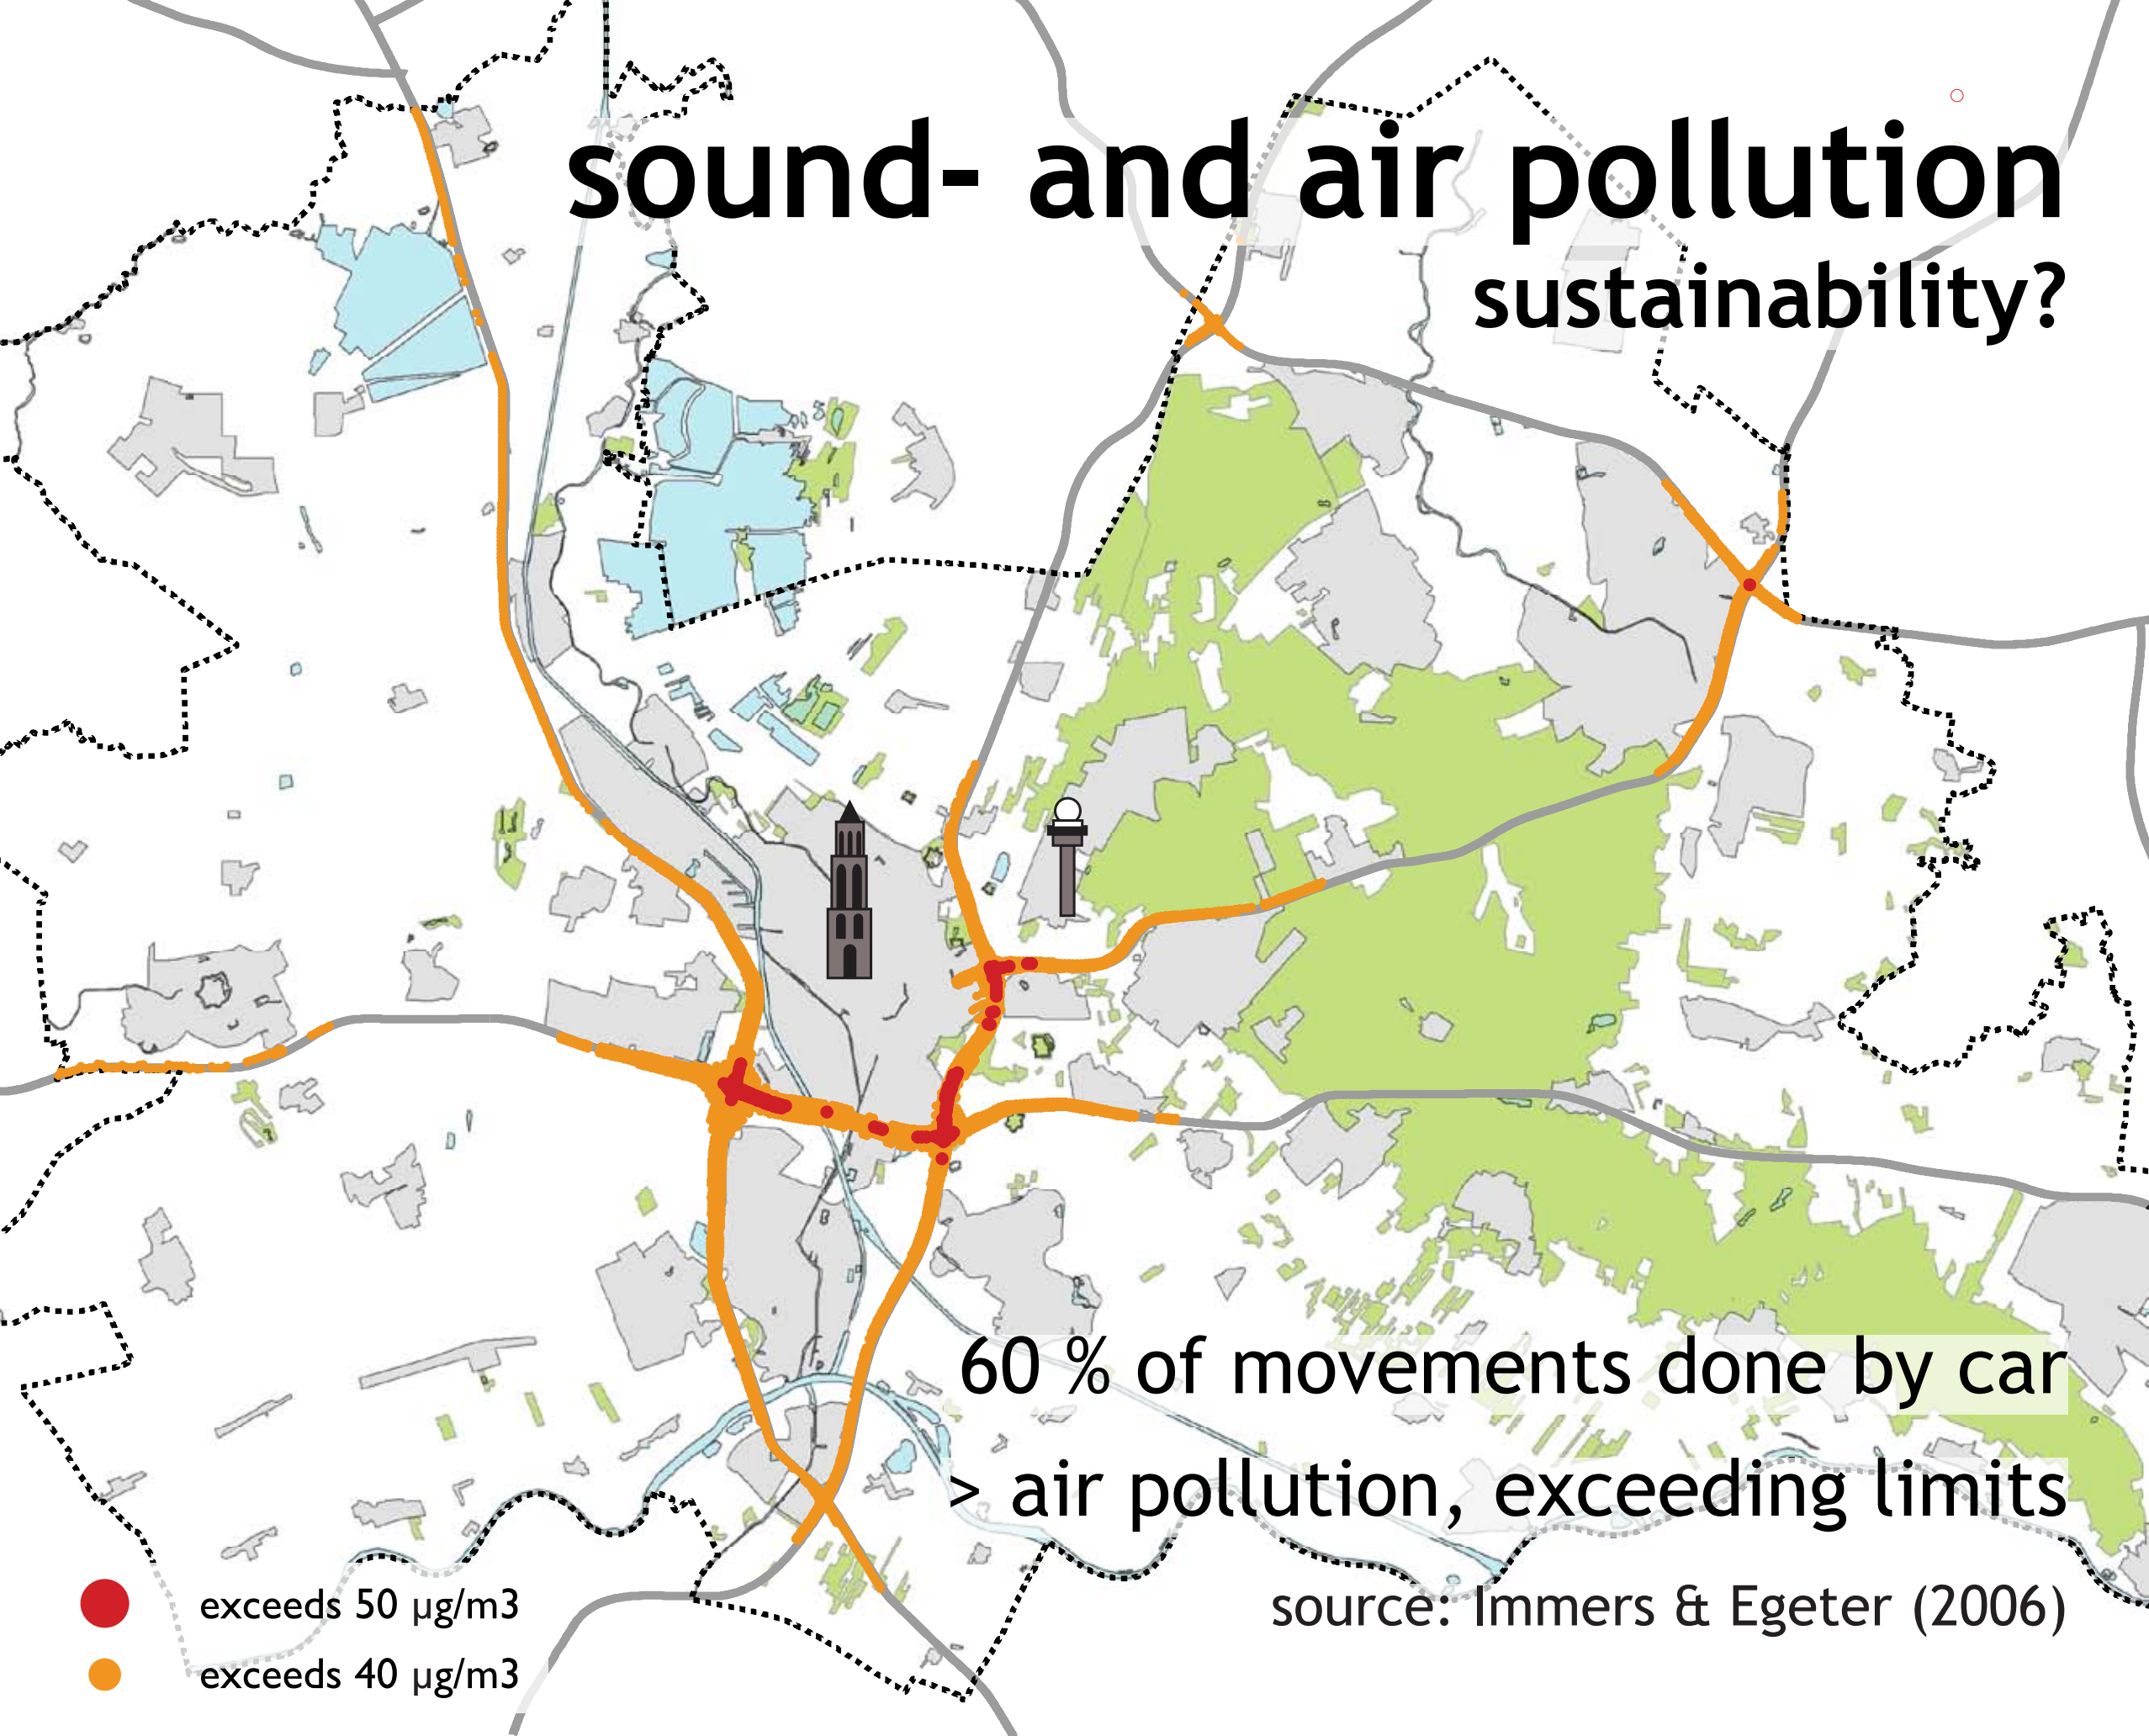 sound- and air pollution
sustainability?
60 % of movements done by car
> air pollution, exceeding limits
source: Immers & Egeter (2006)
exceeds 50 µg/m3
exceeds 40 µg/m3